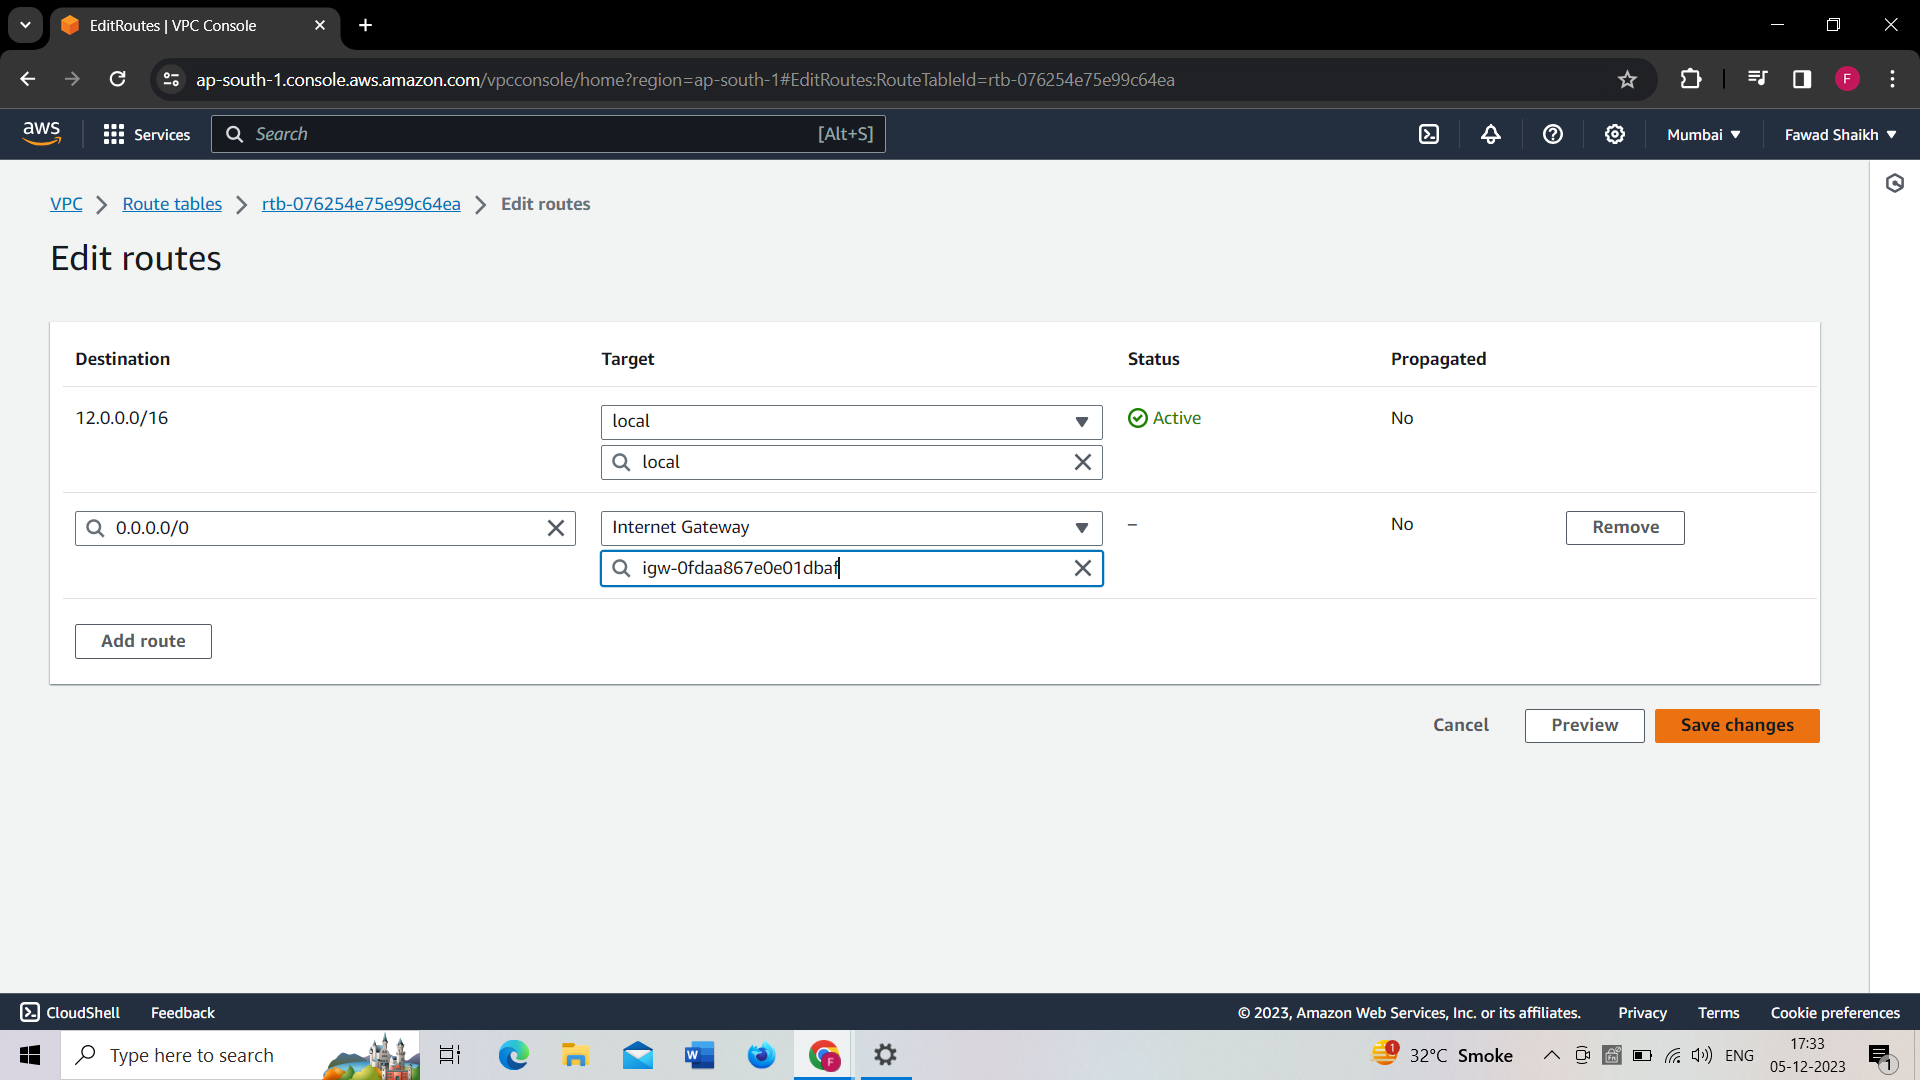 EditRoutes | VPC Console
ap-south-1.console.aws.amazon.com/vpcconsole/home?region=ap-south-1#EditRoutes:RouteTableId=rtb-076254e75e99c64ea
F
aws
Services
Search
[Alt+S]
Mumbai
Fawad Shaikh
VPC
Route tables
rtb-076254e75e99c64ea
Edit routes
Edit routes
Destination Target Status Propagated
12.0.0.0/16
local
Active
No
local
0.0.0.0/0
Internet Gateway
–
No
Remove
igw-0fdaa867e0e01dbaf
Add route
Cancel
Preview
Save changes
CloudShell
Feedback
© 2023, Amazon Web Services, Inc. or its affiliates.
Privacy
Terms
Cookie preferences
Type here to search
W
F
1
32°C Smoke
ENG
17:33
05-12-2023
1